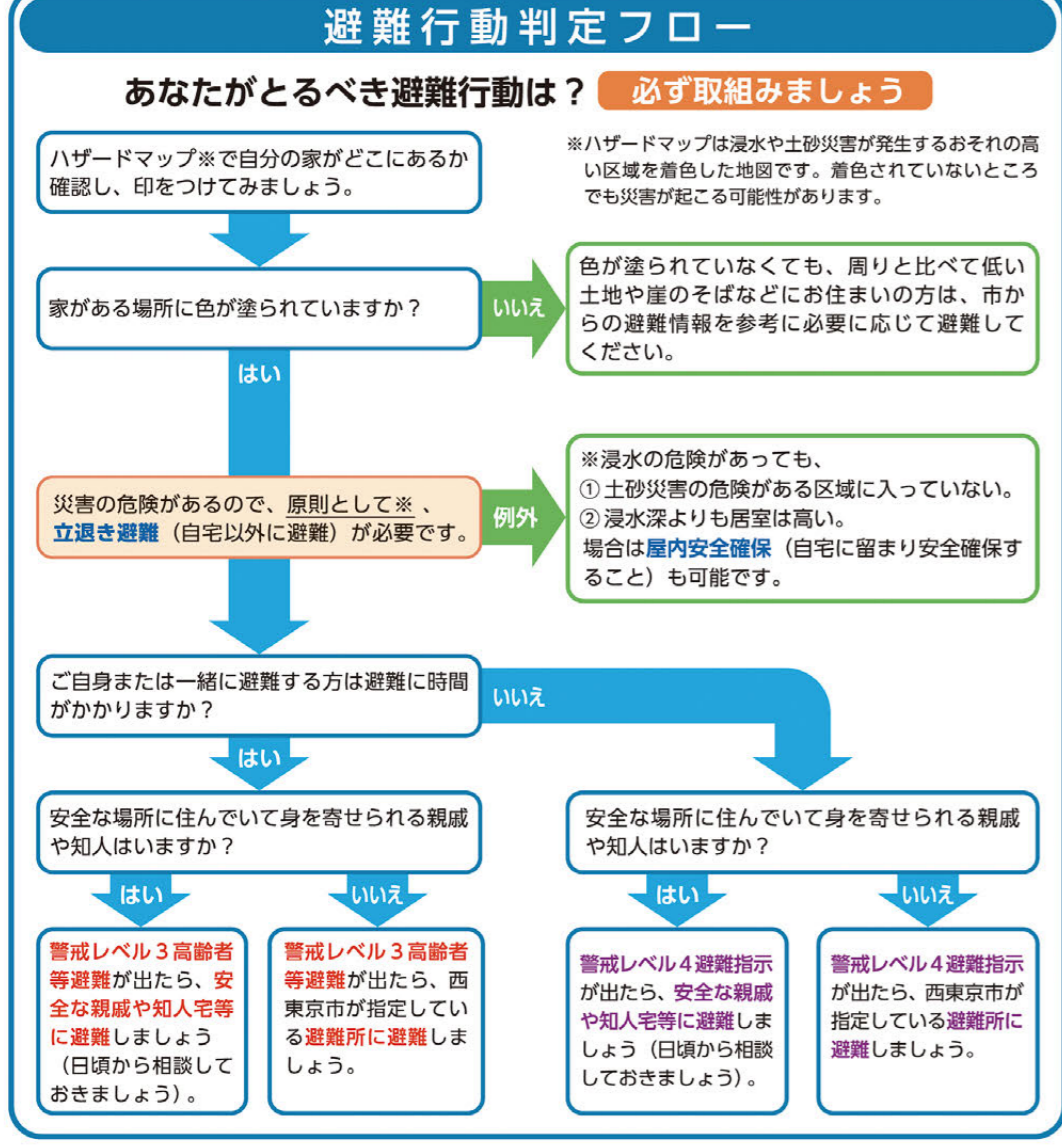 避難行動判定フロー
あなたがとるべき避難行動は？ 必ず取組みましょう
ハザードマップ※で自分の家がどこにあるか
確認し、印をつけてみましょう。
※ハザードマップは浸水や土砂災害が発生するおそれの高
い区域を着色した地図です。着色されていないところ
でも災害が起こる可能性があります。
家がある場所に色が塗られていますか？
いいえ
色が塗られていなくても、周りと比べて低い
土地や崖のそばなどにお住まいの方は、市か
らの避難情報を参考に必要に応じて避難して
ください。
はい
災害の危険があるので、原則として※、
立退き避難（自宅以外に避難）が必要です。
例外
※浸水の危険があっても、
①土砂災害の危険がある区域に入っていない。
②浸水深よりも居室は高い。
場合は屋内安全確保（自宅に留まり安全確保す
ること）も可能です。
ご自身または一緒に避難する方は避難に時間
がかかりますか？
いいえ
はい
安全な場所に住んでいて身を寄せられる親戚
や知人はいますか？
はい
いいえ
警戒レベル３高齢者
等避難が出たら、安
全な親戚や知人宅等
に避難しましょう
（日頃から相談して
おきましょう）。
警戒レベル３高齢者
等避難が出たら、西
東京市が指定してい
る避難所に避難しま
しょう。
安全な場所に住んでいて身を寄せられる親戚
や知人はいますか？
はい
いいえ
警戒レベル４避難指示
が出たら、安全な親戚
や知人宅等に避難しま
しょう（日頃から相談
しておきましょう）。
警戒レベル４避難指示
が出たら、西東京市が
指定している避難所に
避難しましょう。